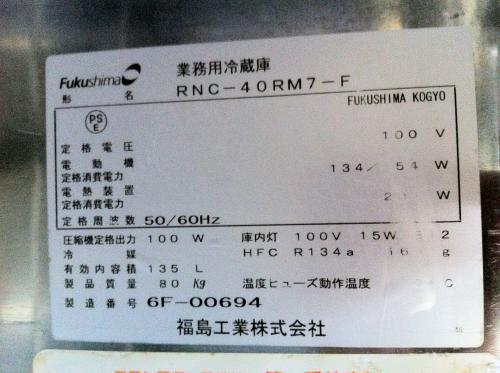 Fukushima
業務用冷蔵庫
形名 RNC-40RM7-F
FUKUSHIMA KOGYO
PS
E
定格電圧 100 V
電動機
定格消費電力 134/ 54 W
電熱装置
定格消費電力 W
定格周波数 50/60Hz
圧縮機定格出力 100 W 庫内灯 100V 15W 2
冷媒 HFC R134a g
有効内容積 135 L
製品質量 80 Kg 温度ヒューズ動作温度 C
製造番号 6F-00694
福島工業株式会社